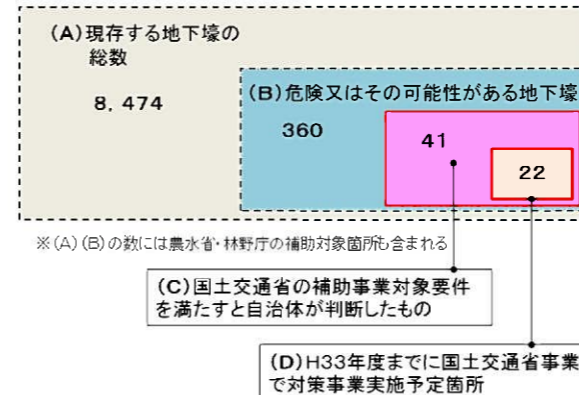 (A)現存する地下壕の
総数
8,474
(B)危険又はその可能性がある地下壕
360
41
22
※(A)(B)の数には農水省・林野庁の補助対象箇所も含まれる
(C)国土交通省の補助事業対象要件
を満たすと自治体が判断したもの
(D)H33年度までに国土交通省事業
で対策事業実施予定箇所